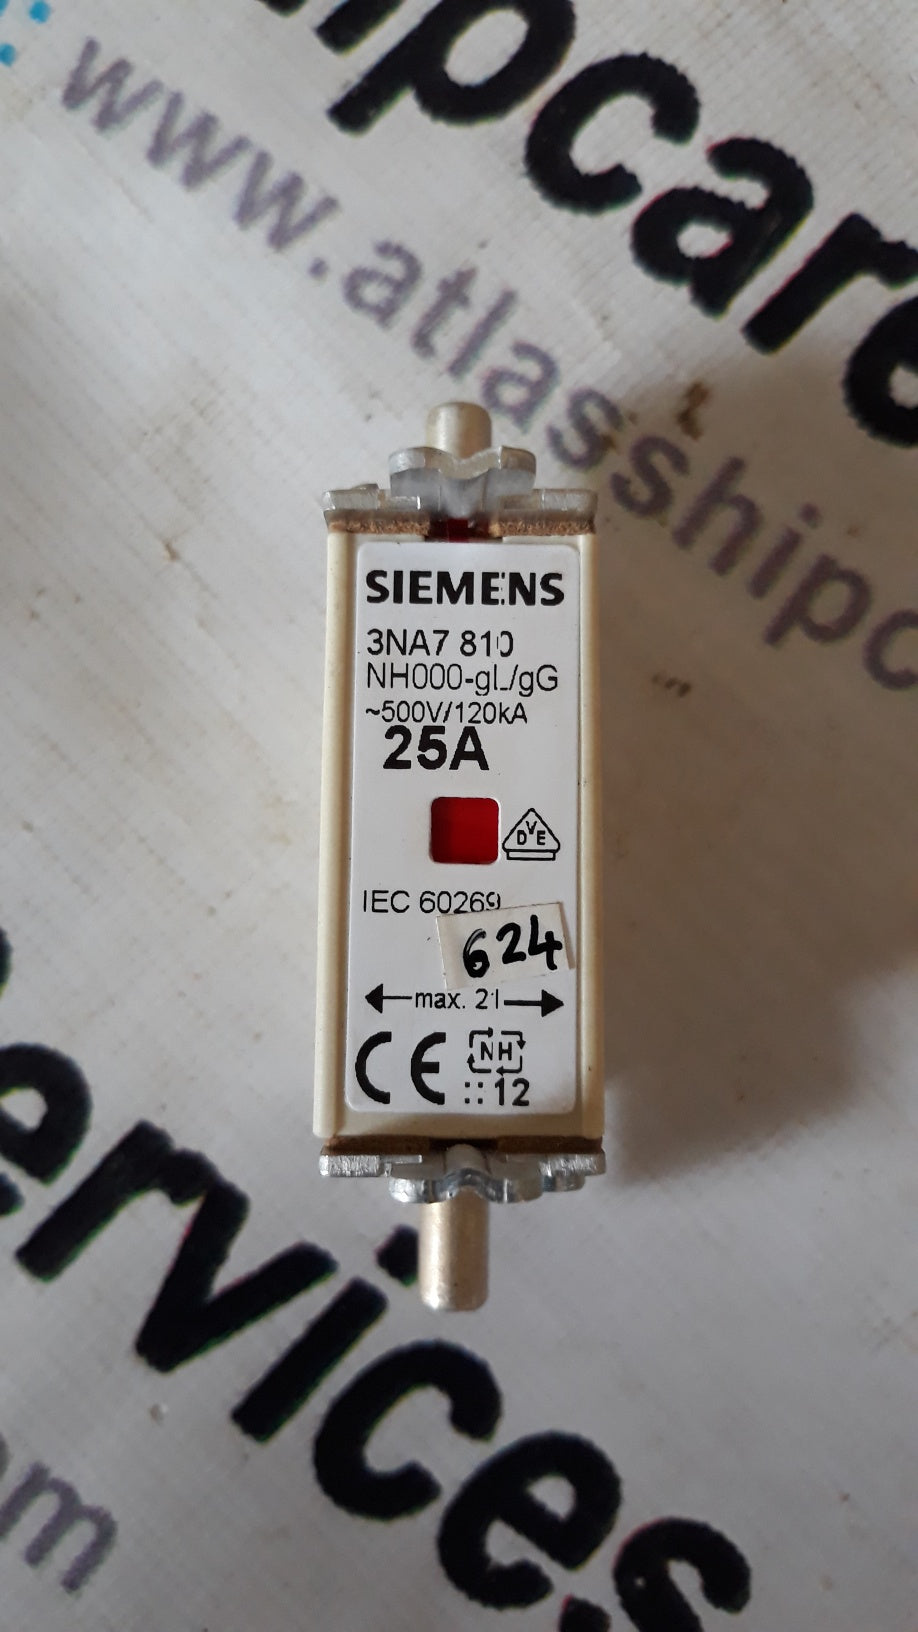 www.atlasshipc
ipcare
SIEMENS
3NA7 810
NH000-gL/gG
~500V/120kA
25A
DVE
IEC 60269
624
max. 21
CE
NH
::12
ervices
om